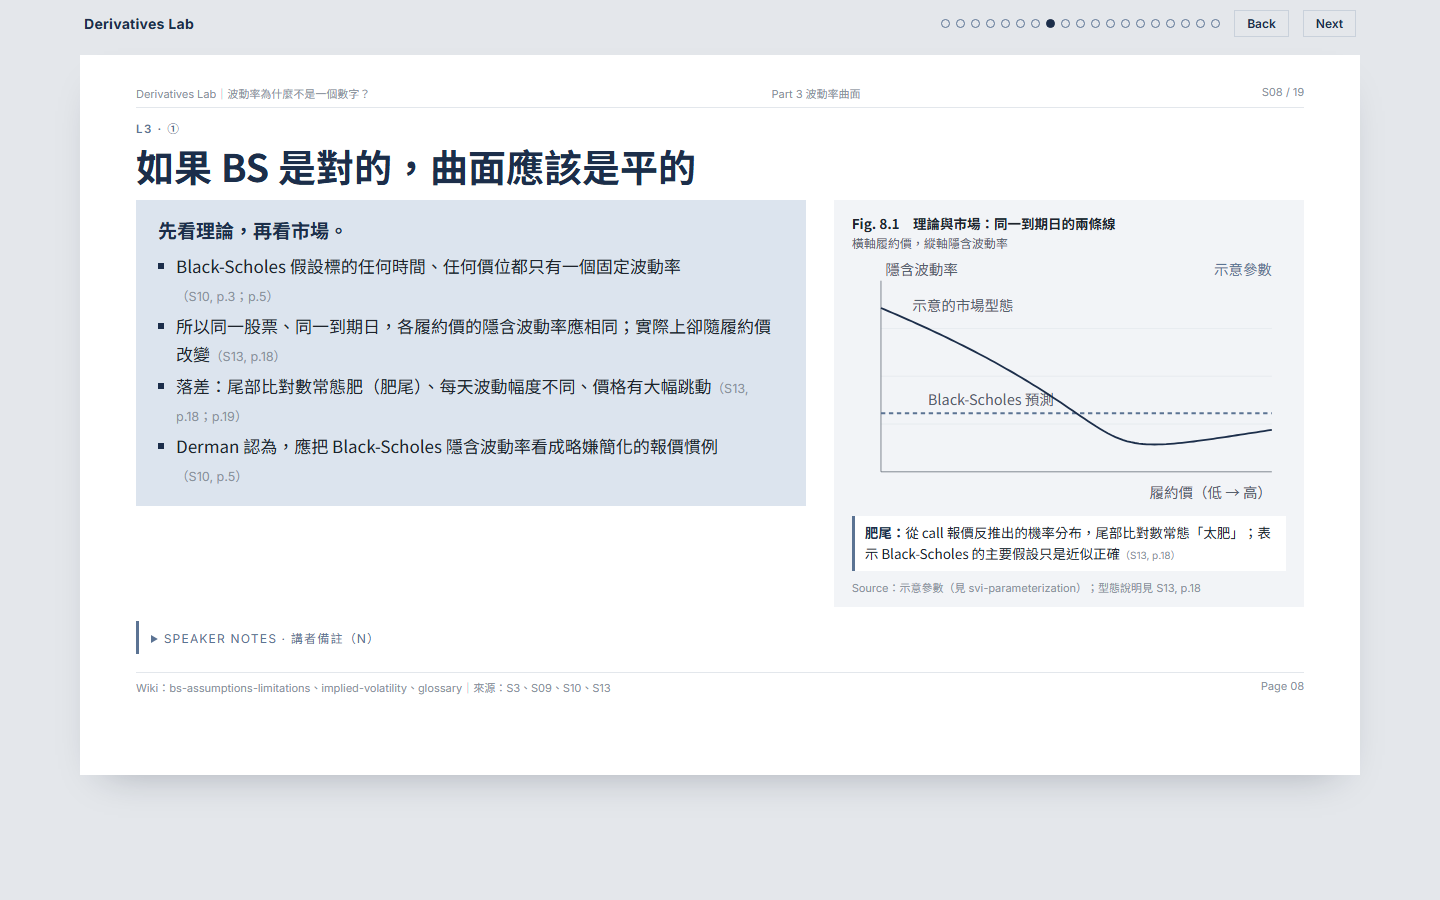 Derivatives Lab
Back
Next
Derivatives Lab | 波動率為什麼不是一個數字？
Part 3 波動率曲面
S08 / 19
L3 · ①
如果 BS 是對的，曲面應該是平的
先看理論，再看市場。
Black-Scholes 假設標的任何時間、任何價位都只有一個固定波動率
（S10, p.3；p.5）
所以同一股票、同一到期日，各履約價的隱含波動率應相同；實際上卻隨履約價
改變（S13, p.18）
落差：尾部比對數常態肥（肥尾）、每天波動幅度不同、價格有大幅跳動（S13,
p.18；p.19）
Derman 認為，應把 Black-Scholes 隱含波動率看成略嫌簡化的報價慣例
（S10, p.5）
Fig. 8.1 理論與市場：同一到期日的兩條線
橫軸履約價，縱軸隱含波動率
隱含波動率
示意參數
示意的市場型態
Black-Scholes 預測
履約價（低 → 高）
肥尾：從 call 報價反推出的機率分布，尾部比對數常態「太肥」；表
示 Black-Scholes 的主要假設只是近似正確（S13, p.18）
Source：示意參數（見 svi-parameterization）；型態說明見 S13, p.18
▶ SPEAKER NOTES · 講者備註（N）
Wiki：bs-assumptions-limitations、implied-volatility、glossary | 來源：S3、S09、S10、S13
Page 08